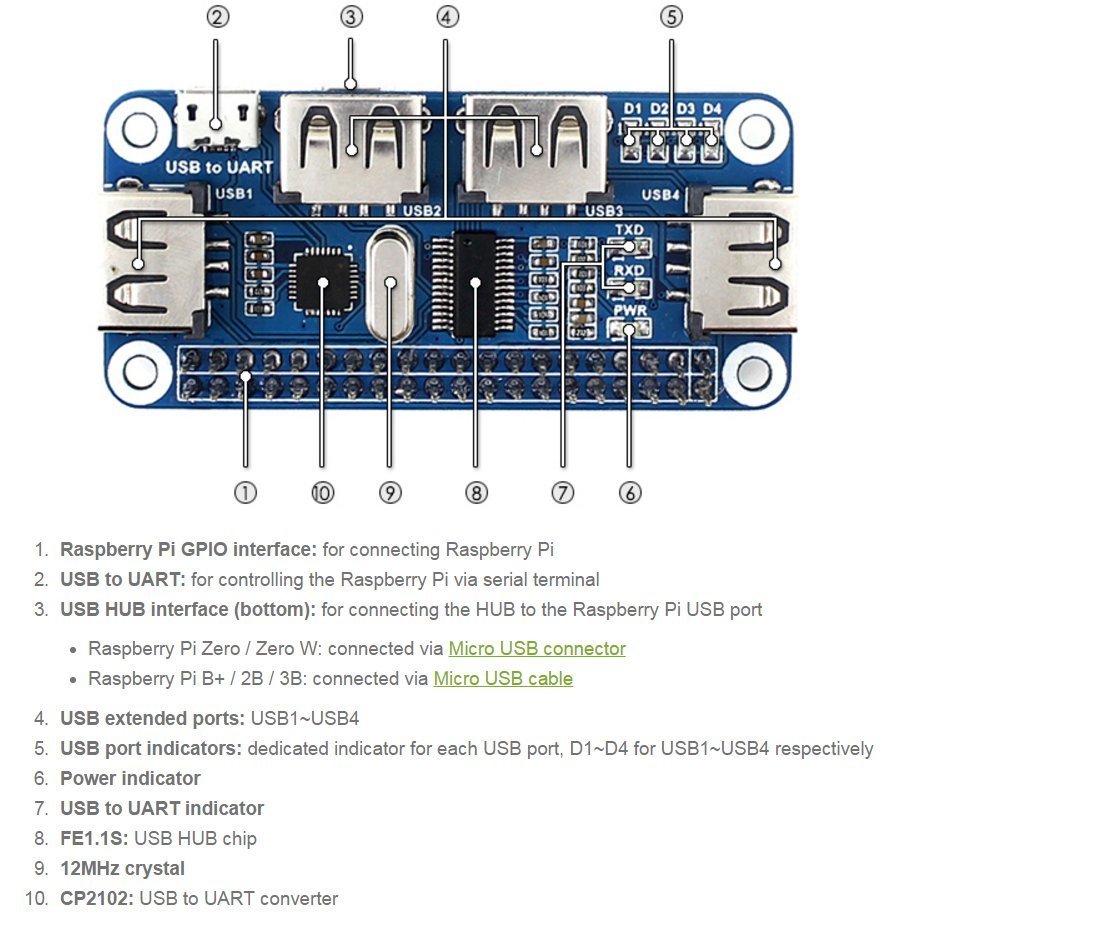 ② ③ ④ ⑤
D1 D2 D3 D4
USB to UART
USB1
USB2
USB3
USB4
TXD
RXD
PWR
① ⑩ ⑨ ⑧ ⑦ ⑥
1. Raspberry Pi GPIO interface: for connecting Raspberry Pi
2. USB to UART: for controlling the Raspberry Pi via serial terminal
3. USB HUB interface (bottom): for connecting the HUB to the Raspberry Pi USB port
• Raspberry Pi Zero / Zero W: connected via Micro USB connector
• Raspberry Pi B+ / 2B / 3B: connected via Micro USB cable
4. USB extended ports: USB1~USB4
5. USB port indicators: dedicated indicator for each USB port, D1~D4 for USB1~USB4 respectively
6. Power indicator
7. USB to UART indicator
8. FE1.1S: USB HUB chip
9. 12MHz crystal
10. CP2102: USB to UART converter